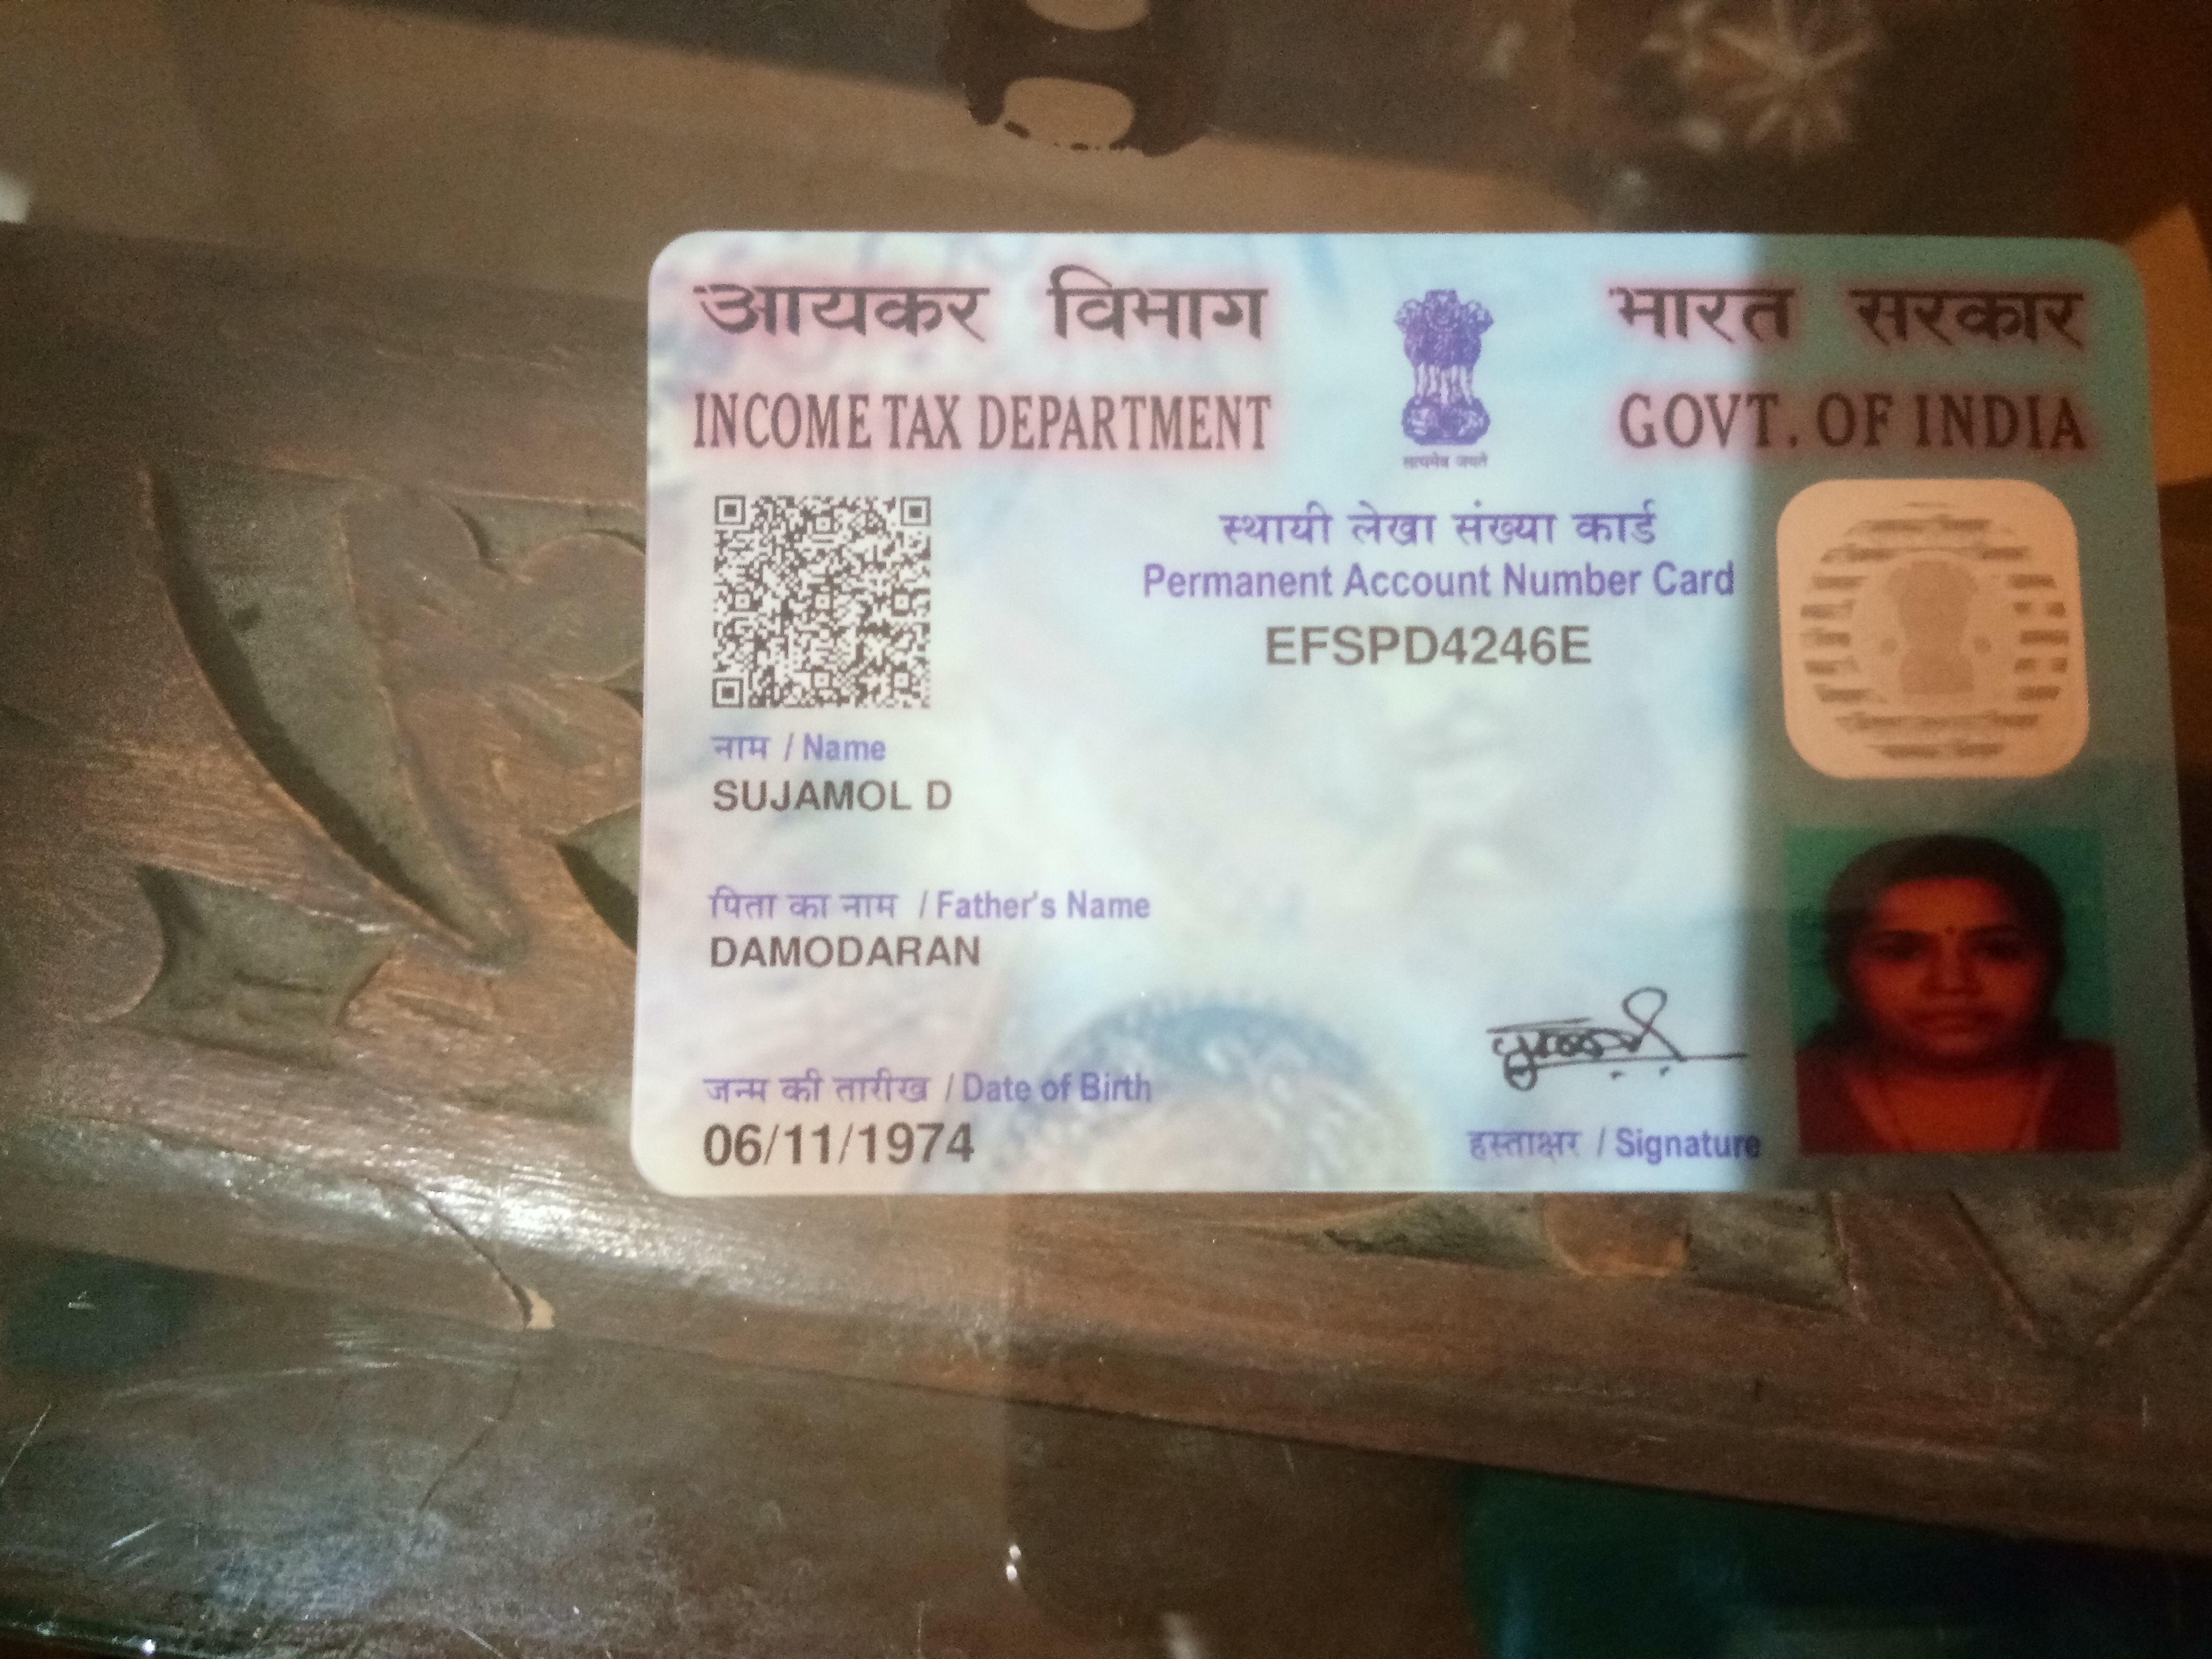 आयकर विभाग
INCOME TAX DEPARTMENT
सत्यमेव जयते
भारत सरकार
GOVT. OF INDIA
स्थायी लेखा संख्या कार्ड
Permanent Account Number Card
EFSPD4246E
नाम / Name
SUJAMOL D
पिता का नाम / Father's Name
DAMODARAN
जन्म की तारीख / Date of Birth
06/11/1974
हस्ताक्षर / Signature